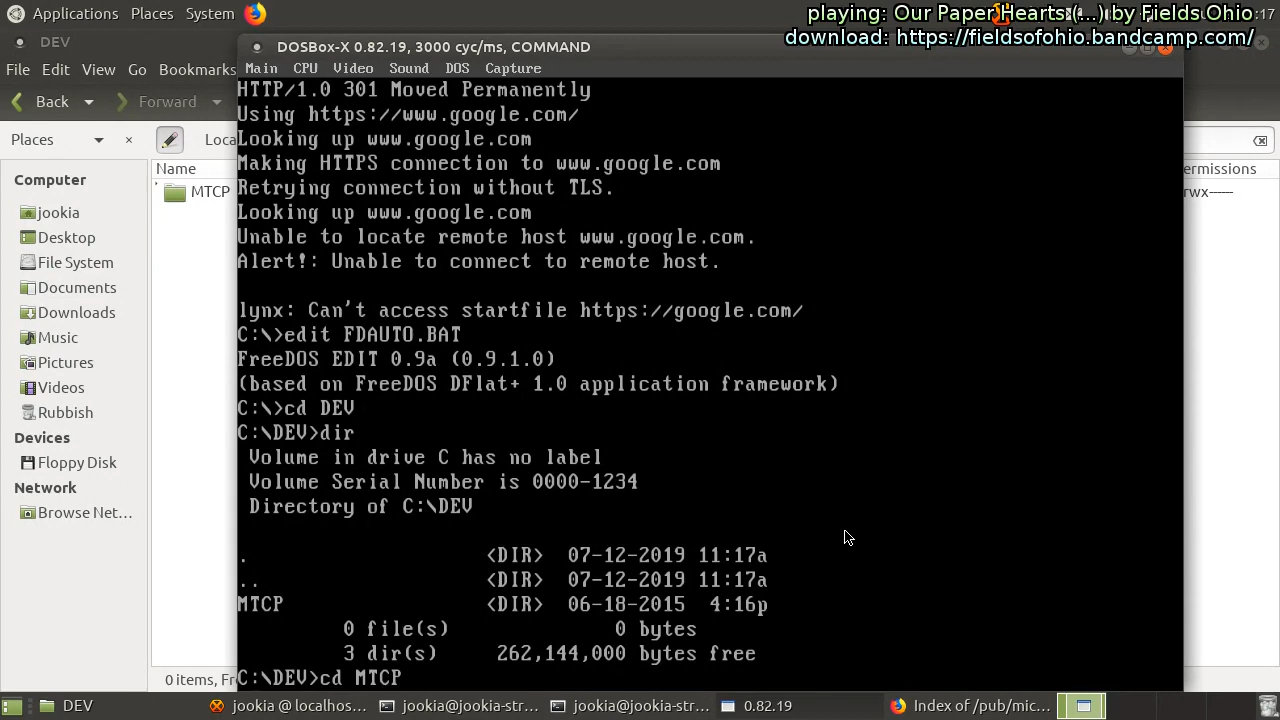 Applications Places System
:17
playing: Our Paper Hearts (...) by Fields Ohio
download: https://fieldsofohio.bandcamp.com/
DEV
File Edit View Go Bookmarks
Back Forward
Places
Loca
Name
ermissions
MTCP
rwx------
Computer
jookia
Desktop
File System
Documents
Downloads
Music
Pictures
Videos
Rubbish
Devices
Floppy Disk
Network
Browse Net...
0 items, Fre
DOSBox-X 0.82.19, 3000 cyc/ms, COMMAND
Main CPU Video Sound DOS Capture
HTTP/1.0 301 Moved Permanently
Using https://www.google.com/
Looking up www.google.com
Making HTTPS connection to www.google.com
Retrying connection without TLS.
Looking up www.google.com
Unable to locate remote host www.google.com.
Alert!: Unable to connect to remote host.
lynx: Can't access startfile https://google.com/
C:\>edit FDAUTO.BAT
FreeDOS EDIT 0.9a (0.9.1.0)
(based on FreeDOS DFlat+ 1.0 application framework)
C:\>cd DEV
C:\DEV>dir
Volume in drive C has no label
Volume Serial Number is 0000-1234
Directory of C:\DEV
. <DIR> 07-12-2019 11:17a
.. <DIR> 07-12-2019 11:17a
MTCP <DIR> 06-18-2015 4:16p
0 file(s) 0 bytes
3 dir(s) 262,144,000 bytes free
C:\DEV>cd MTCP
DEV
jookia @ localhos...
jookia@jookia-str...
jookia@jookia-str...
0.82.19
Index of /pub/mic...